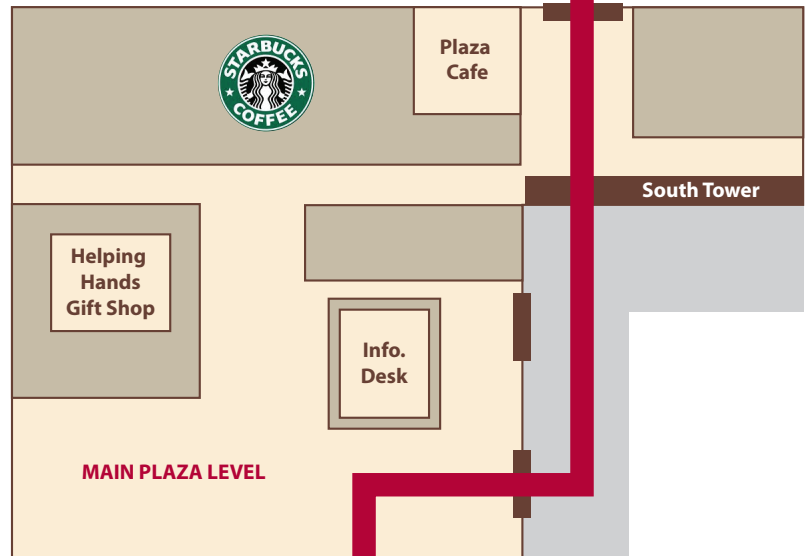 STARBUCKS
COFFEE
Plaza
Cafe
South Tower
Helping
Hands
Gift Shop
Info.
Desk
MAIN PLAZA LEVEL